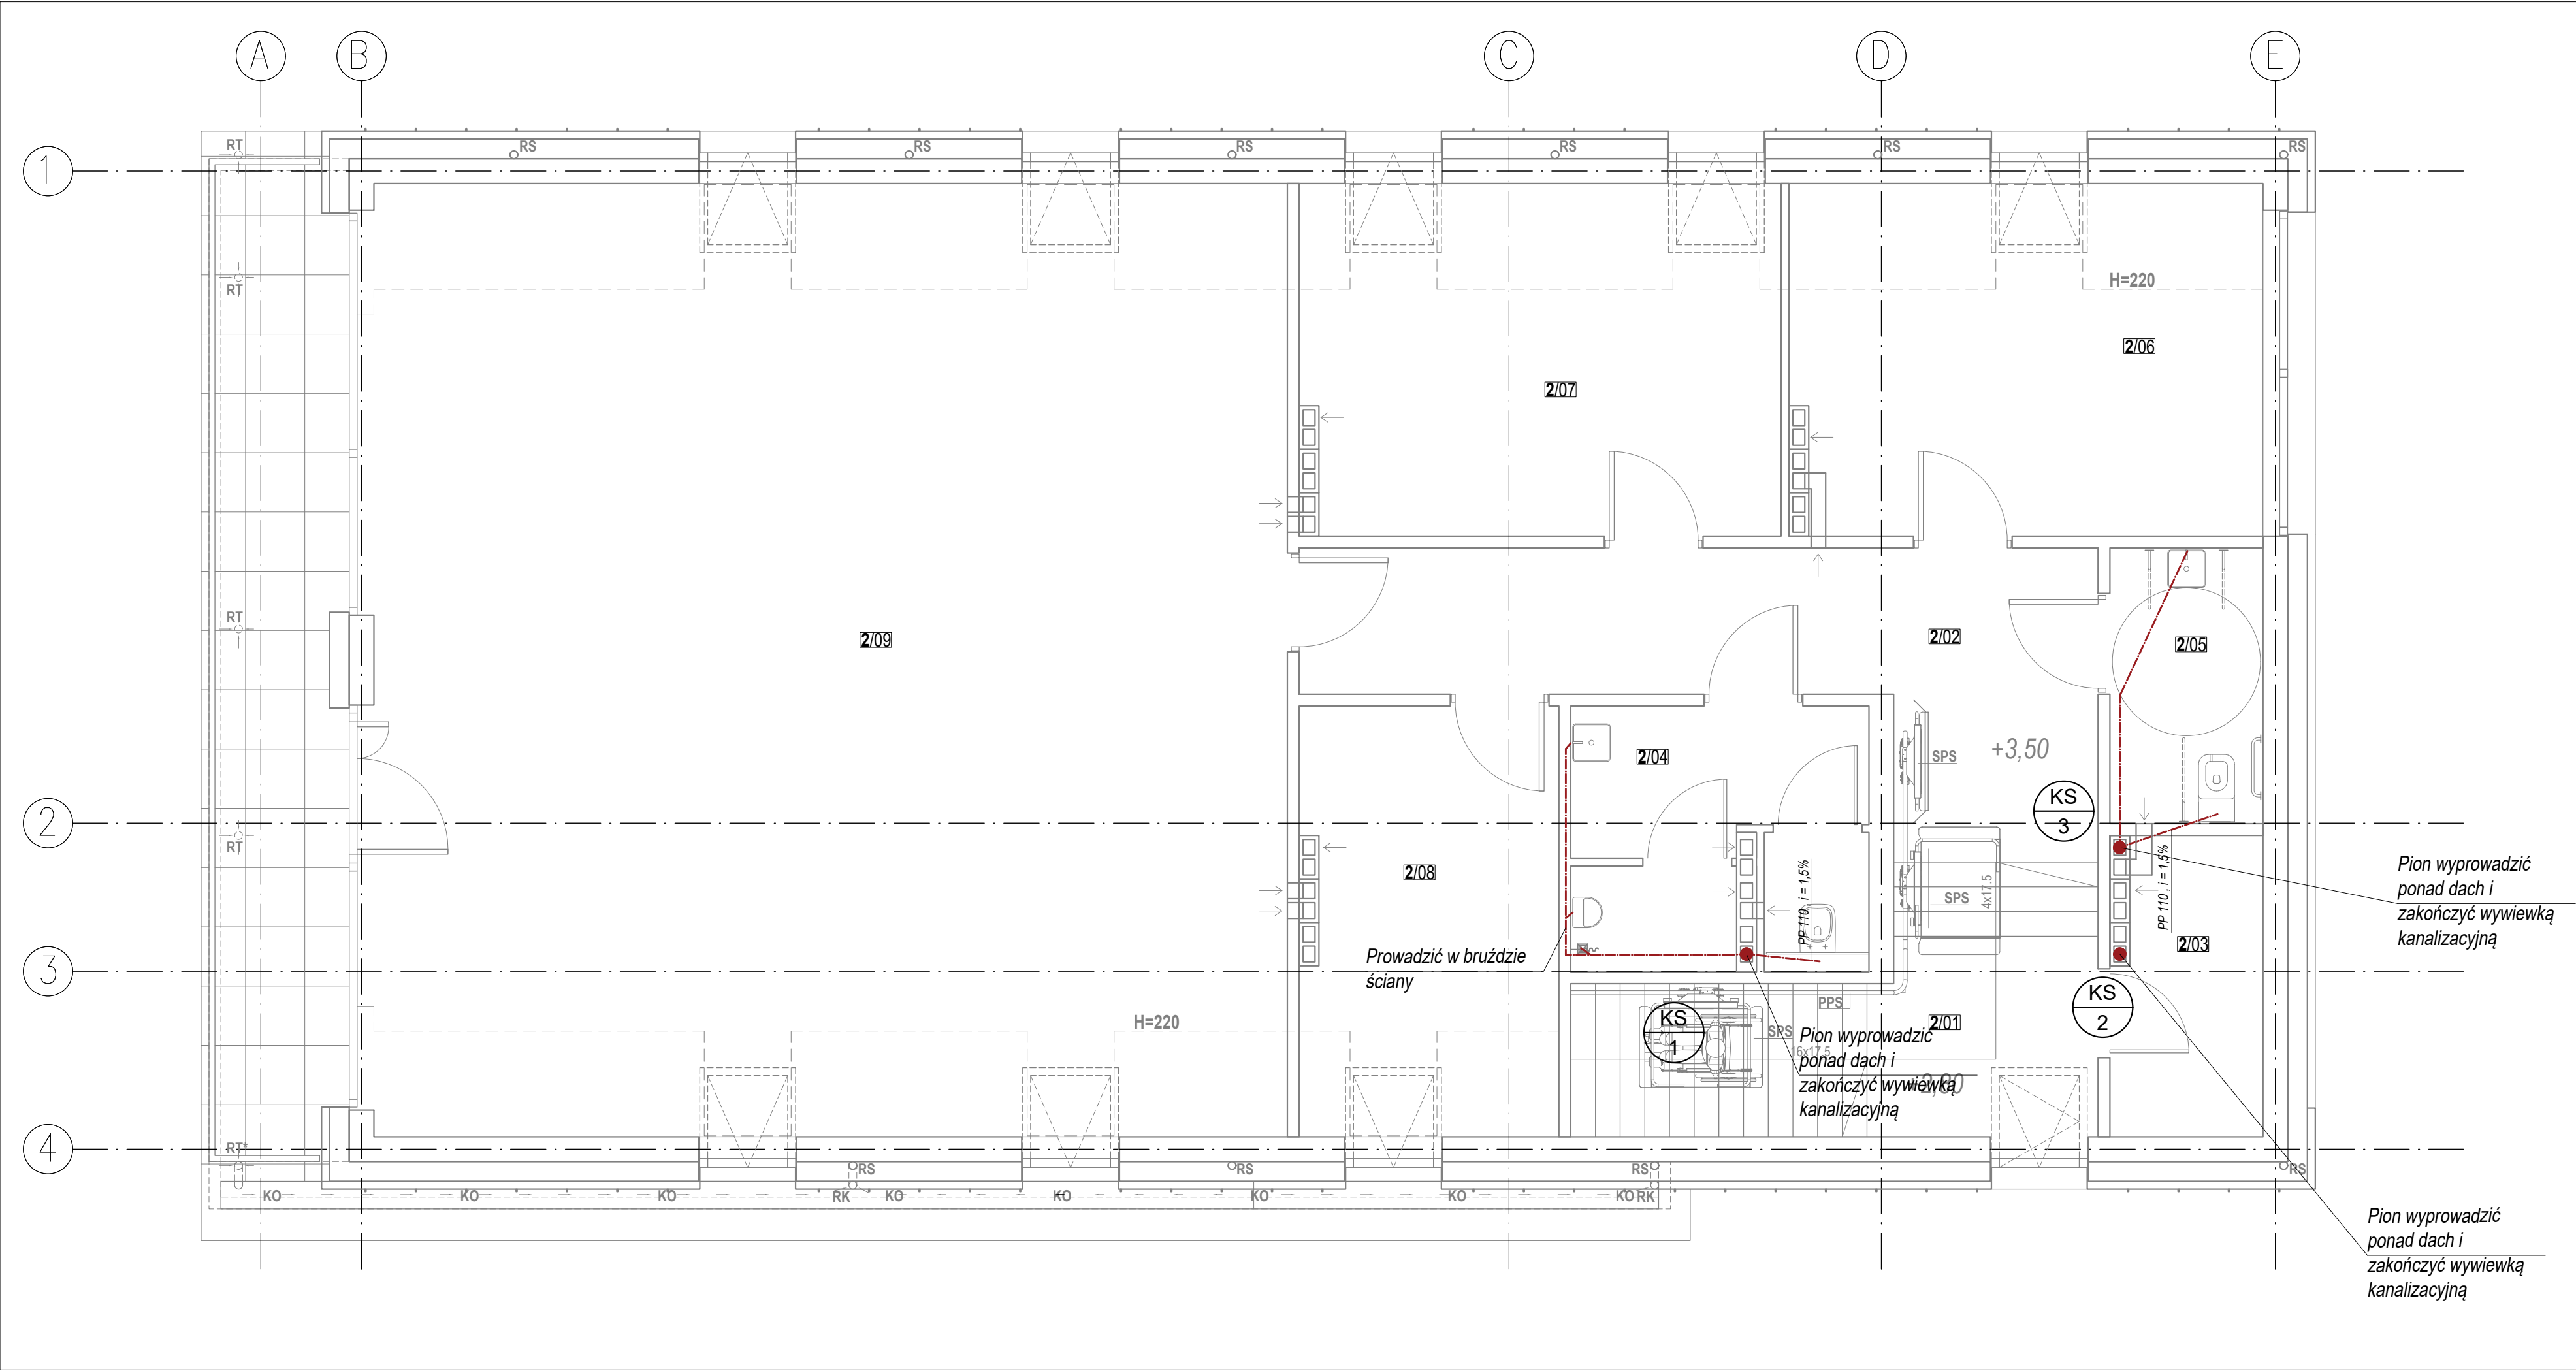 A
B
C
D
E
1
RT
RS
RS
RS
RS
RS
RS
RT
H=220
2/06
2/07
RT
2/09
2/02
2/05
2/04
SPS
+3,50
KS
3
2
RT
2/08
PP 110 , i = 1,5%
SPS
4x17.5
PP 110 , i = 1,5%
Pion wyprowadzić
ponad dach i
zakończyć wywiewką
kanalizacyjną
2/03
Prowadzić w bruździe
ściany
3
KS
2
PPS
H=220
KS
1
SPS
2/01
16x17.5
Pion wyprowadzić
ponad dach i
zakończyć wywiewką
kanalizacyjną
4
RT*
RS
RS
RS
RS
KO
KO
KO
RK
KO
KO
KO
KO
KO
RK
Pion wyprowadzić
ponad dach i
zakończyć wywiewką
kanalizacyjną